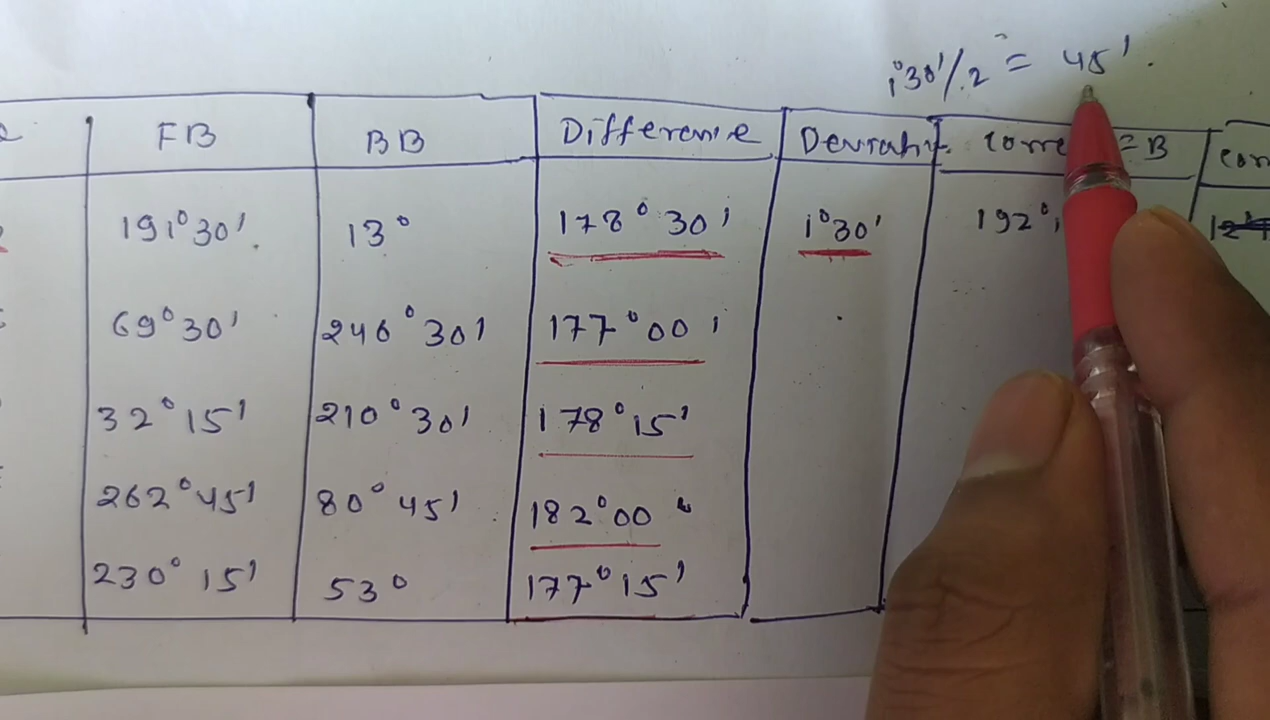 1°30'/2 = 45'.
FB BB Difference B
191°30'. 13° 178°30' 1°30' 192°
69°30' 246°30' 177°00'
32°15' 210°30' 178°15'
262°45' 80°45' 182°00
230°15' 53° 177°15'